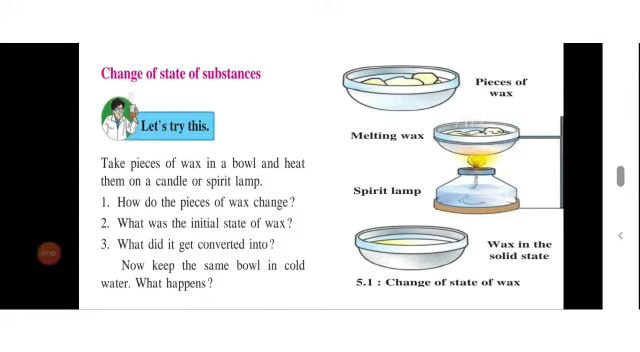 Change of state of substances
Let's try this.
Take pieces of wax in a bowl and heat
them on a candle or spirit lamp.
1. How do the pieces of wax change?
2. What was the initial state of wax?
3. What did it get converted into?
Now keep the same bowl in cold
water. What happens?
Pieces of
wax
Melting wax
Spirit lamp
Wax in the
solid state
5.1 : Change of state of wax